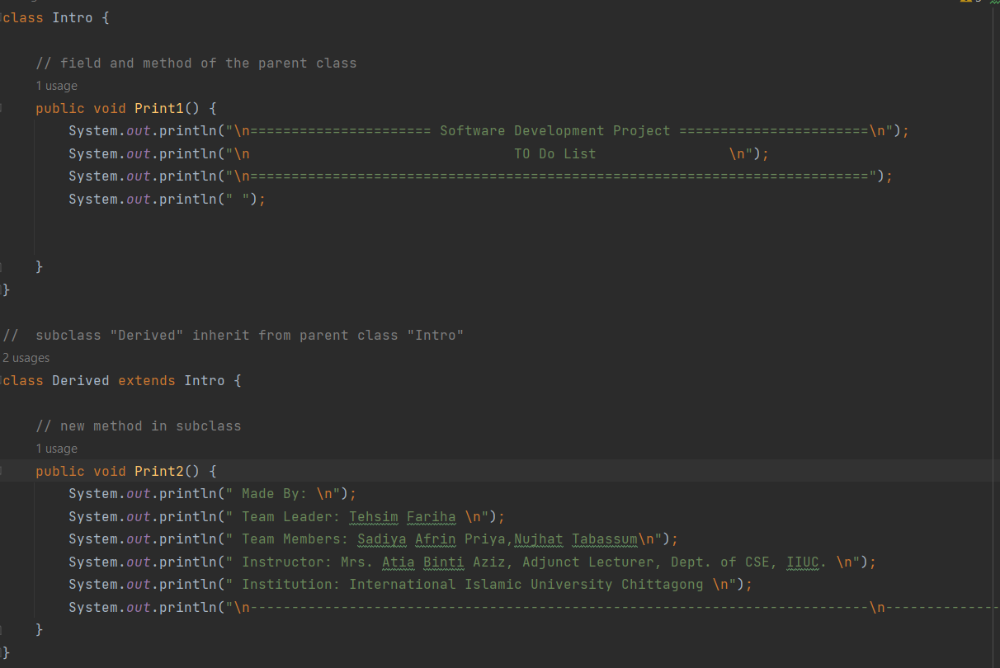 class Intro {
// field and method of the parent class
1 usage
public void Print1() {
System.out.println("\n====================== Software Development Project =======================\n");
System.out.println("\n                                TO Do List                \n");
System.out.println("\n===========================================================================");
System.out.println(" ");
}
}
//  subclass "Derived" inherit from parent class "Intro"
2 usages
class Derived extends Intro {
// new method in subclass
1 usage
public void Print2() {
System.out.println(" Made By: \n");
System.out.println(" Team Leader: Tehsim Fariha \n");
System.out.println(" Team Members: Sadiya Afrin Priya,Nujhat Tabassum\n");
System.out.println(" Instructor: Mrs. Atia Binti Aziz, Adjunct Lecturer, Dept. of CSE, IIUC. \n");
System.out.println(" Institution: International Islamic University Chittagong \n");
System.out.println("\n---------------------------------------------------------------------------\n--------------
}
}